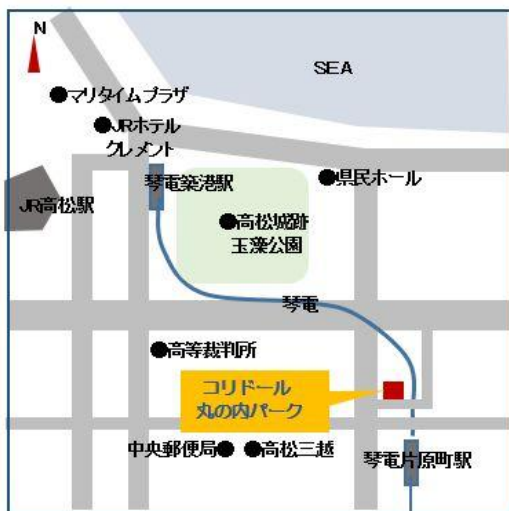 N
SEA
マリタイムプラザ
JRホテル
クレメント
琴電築港駅
県民ホール
JR高松駅
高松城跡
玉藻公園
琴電
高等裁判所
コリドール
丸の内パーク
中央郵便局
高松三越
琴電片原町駅